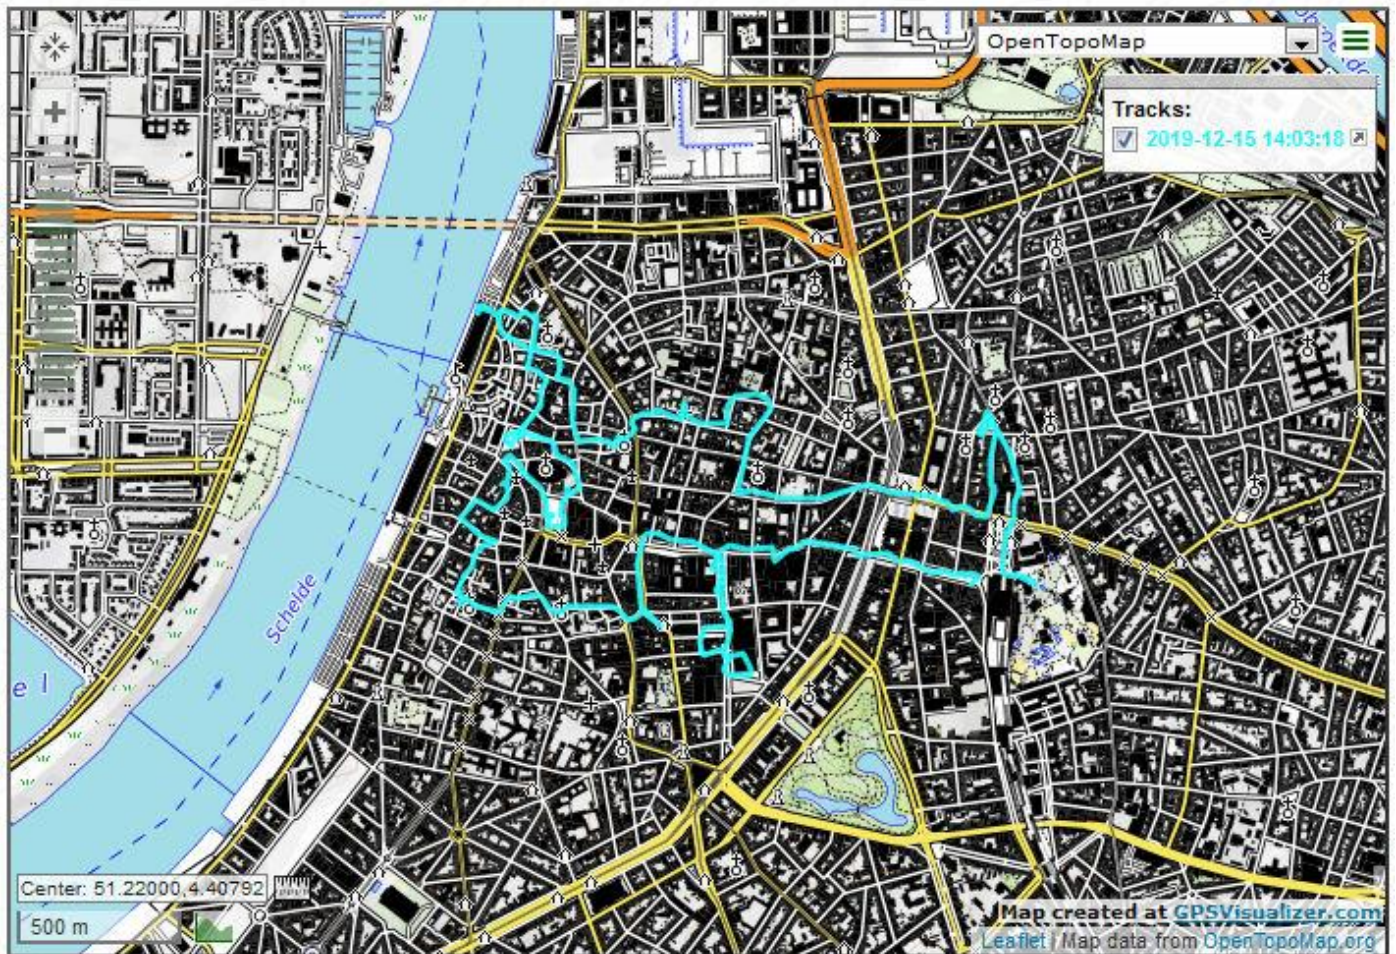 OpenTopoMap
Tracks:
2019-12-15 14:03:18
Schelde
e l
Center: 51.22000,4.40792
500 m
Map created at GPSVisualizer.com
Leaflet | Map data from OpenTopoMap.org